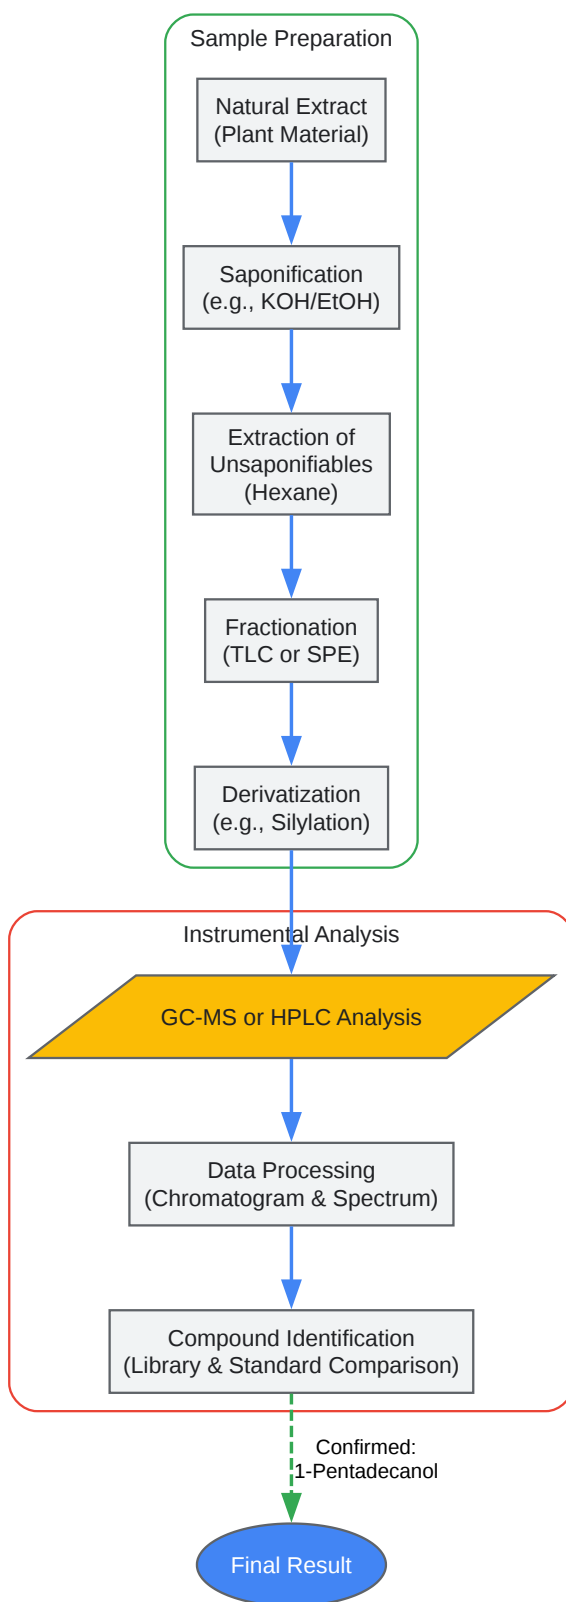 Sample Preparation
Natural Extract
(Plant Material)
Saponification
(e.g., KOH/EtOH)
Extraction of
Unsaponifiables
(Hexane)
Fractionation
(TLC or SPE)
Derivatization
(e.g., Silylation)
Instrumental Analysis
GC-MS or HPLC Analysis
Data Processing
(Chromatogram & Spectrum)
Compound Identification
(Library & Standard Comparison)
Confirmed:
1-Pentadecanol
Final Result